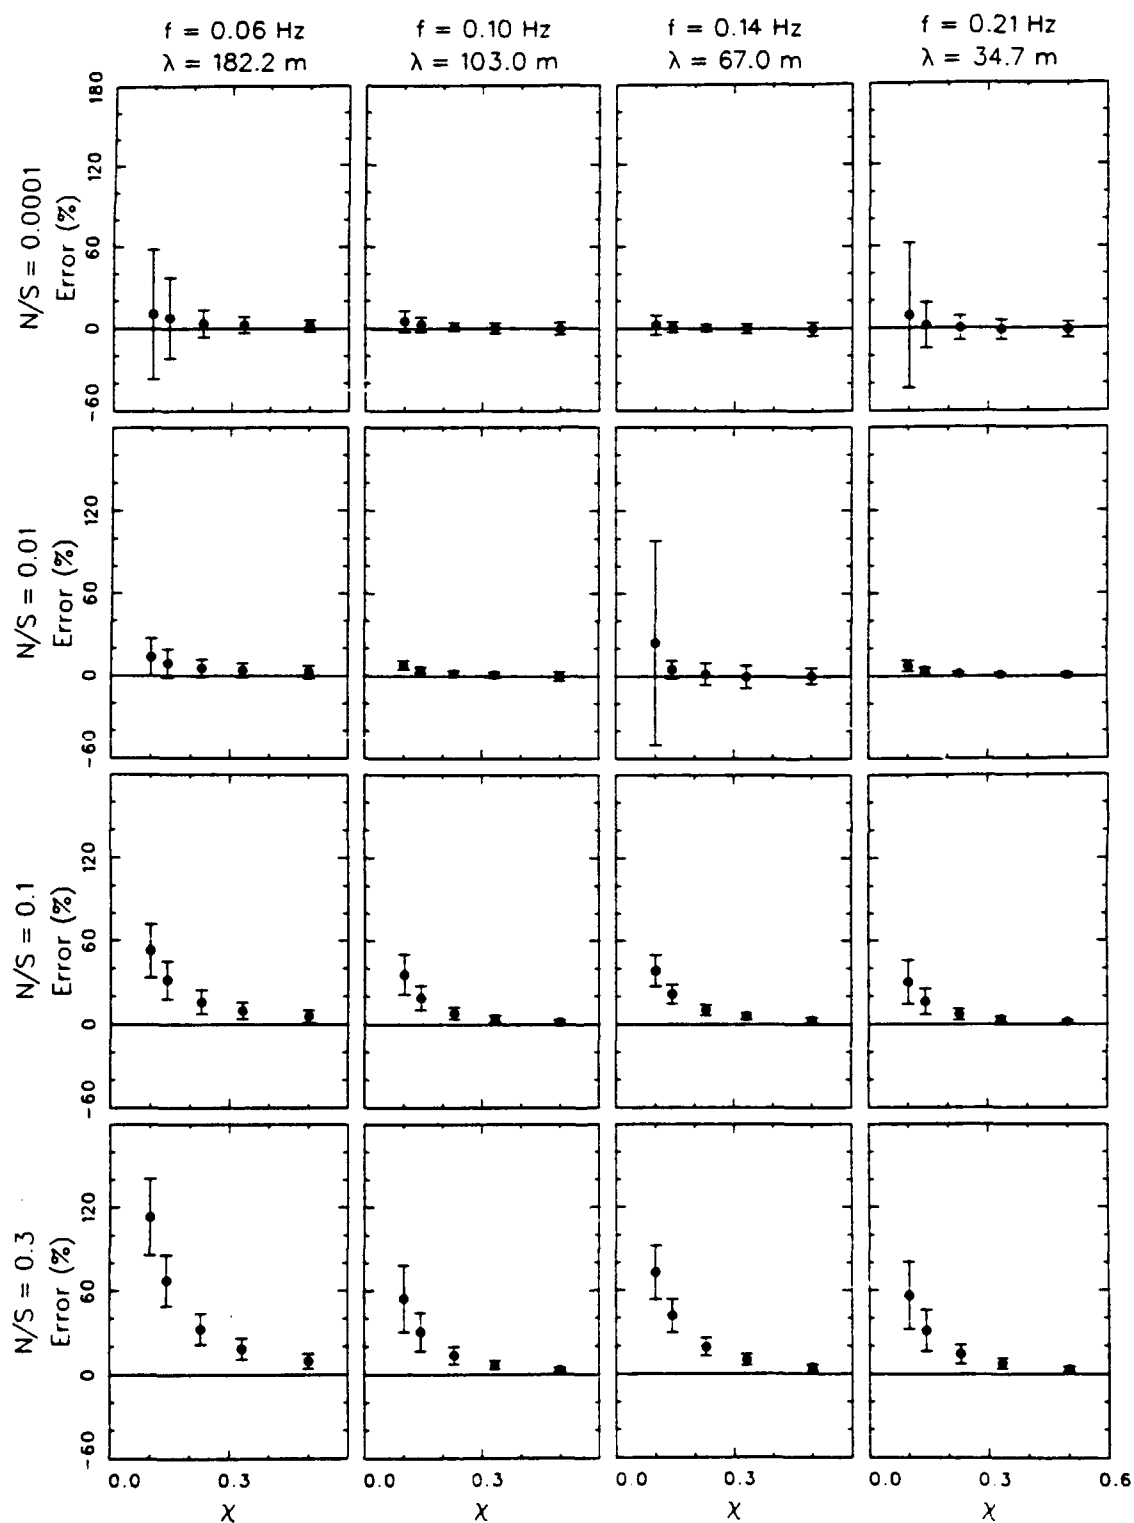 f = 0.06 Hz
λ = 182.2 m
f = 0.10 Hz
λ = 103.0 m
f = 0.14 Hz
λ = 67.0 m
f = 0.21 Hz
λ = 34.7 m
N/S = 0.0001
Error (%)
180
120
60
0
-60
N/S = 0.01
Error (%)
120
60
0
-60
N/S = 0.1
Error (%)
120
60
0
-60
N/S = 0.3
Error (%)
120
60
0
-60
0.0 0.3 0.0 0.3 0.0 0.3 0.0 0.3 0.6
χ χ χ χ